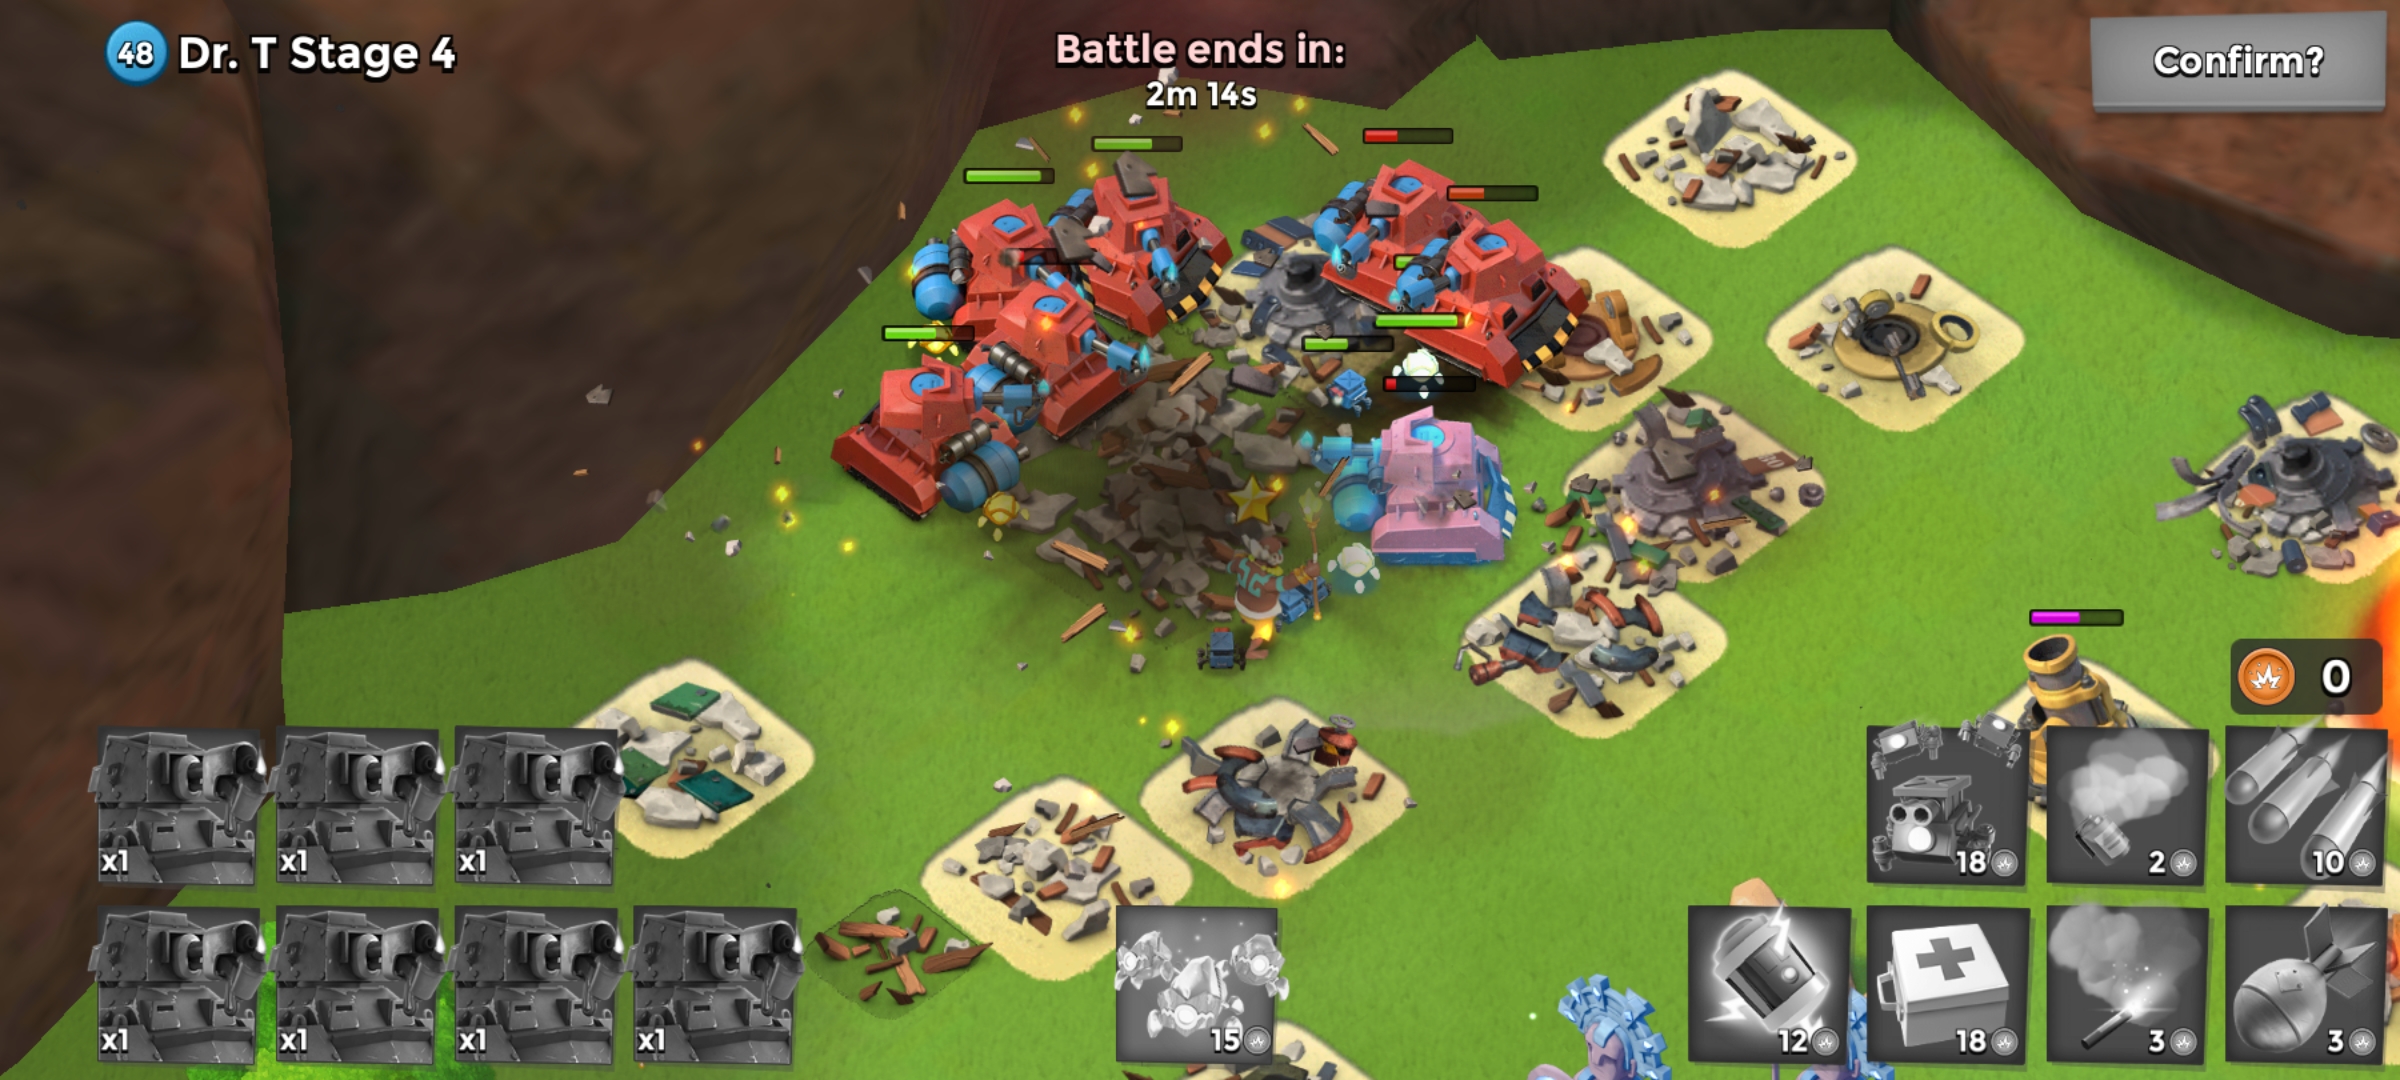 48 Dr. T Stage 4
Battle ends in:
2m 14s
Confirm?
0
x1 x1 x1
18 2 10
x1 x1 x1 x1
15
12 18 3 3